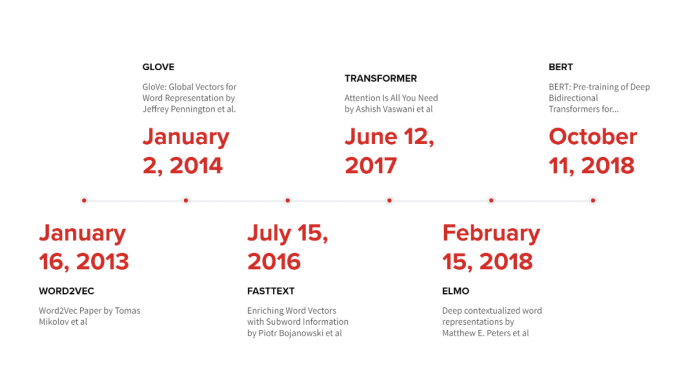 GLOVE
GloVe: Global Vectors for
Word Representation by
Jeffrey Pennington et al.
January
2, 2014
TRANSFORMER
Attention Is All You Need
by Ashish Vaswani et al
June 12,
2017
BERT
BERT: Pre-training of Deep
Bidirectional
Transformers for...
October
11, 2018
January
16, 2013
WORD2VEC
Word2Vec Paper by Tomas
Mikolov et al
July 15,
2016
FASTTEXT
Enriching Word Vectors
with Subword Information
by Piotr Bojanowski et al
February
15, 2018
ELMO
Deep contextualized word
representations by
Matthew E. Peters et al